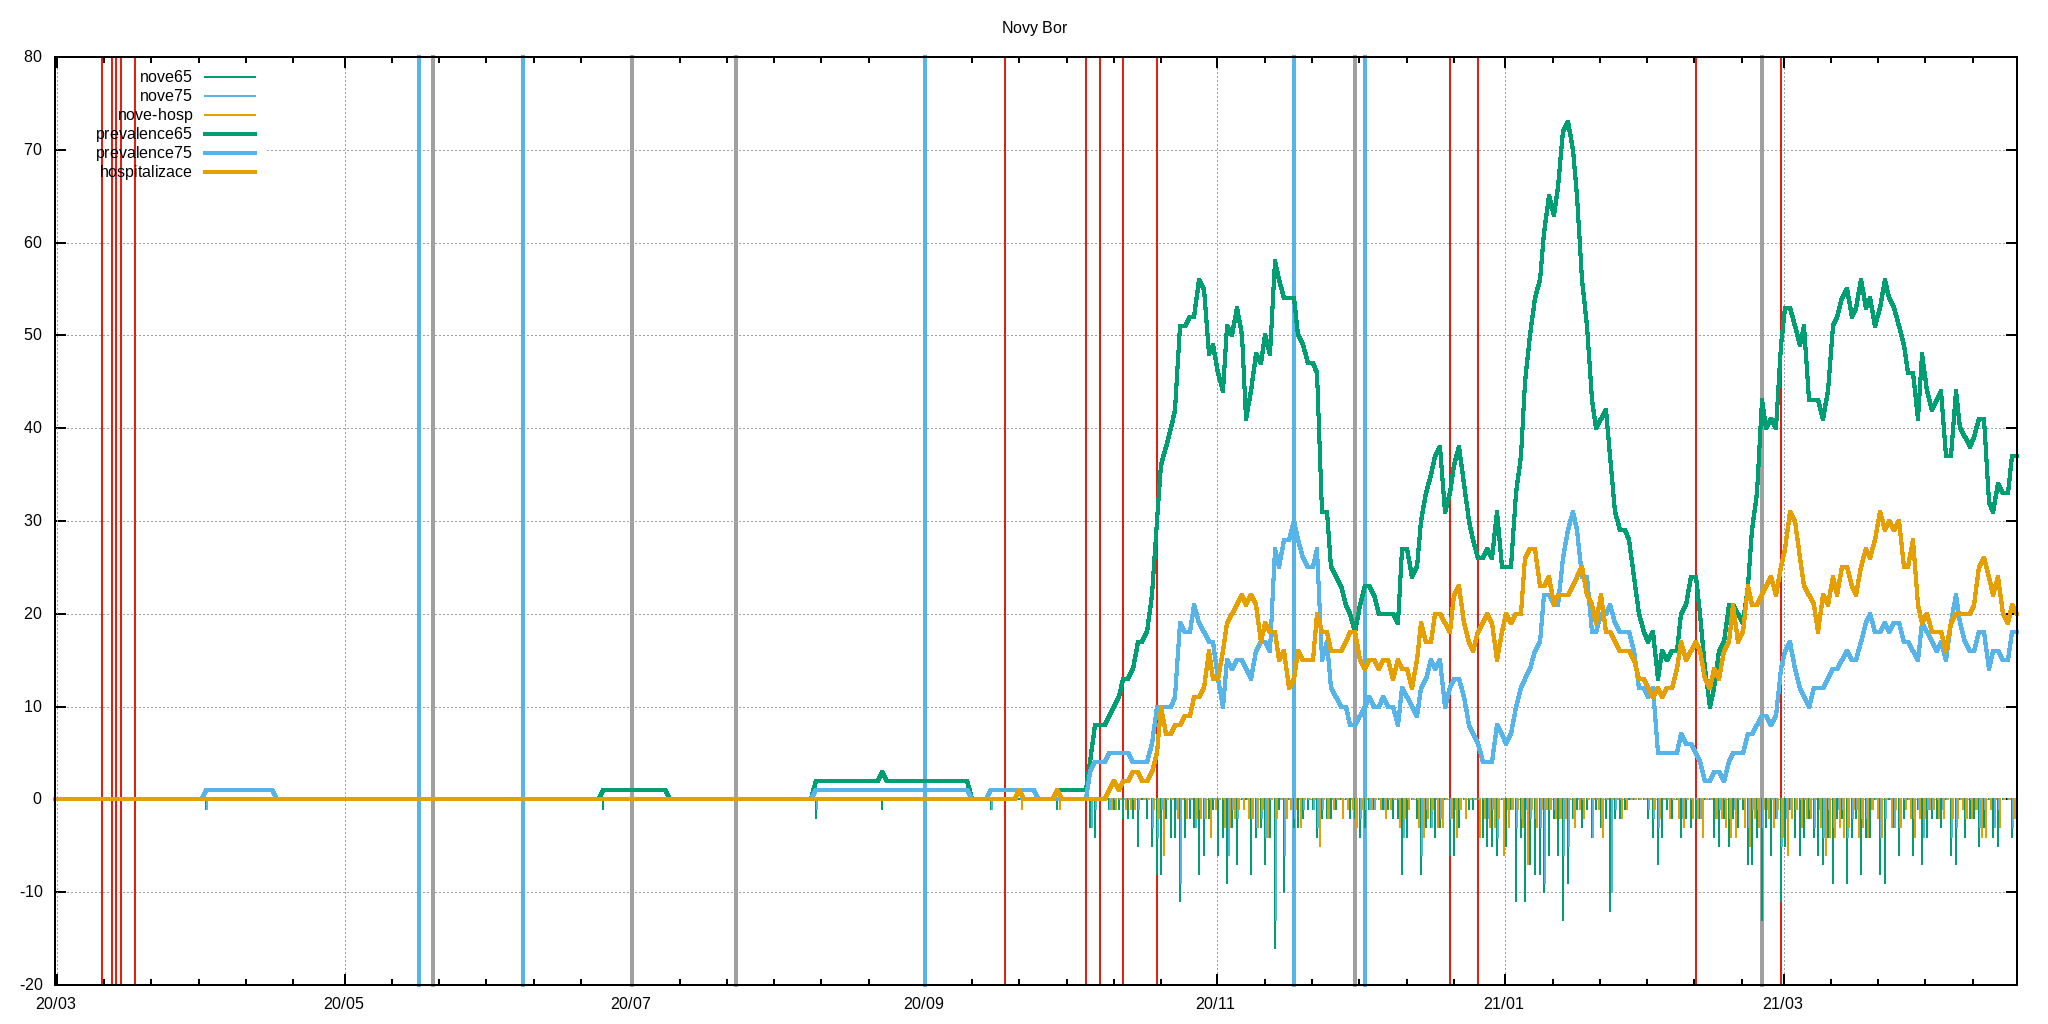 Novy Bor
80
70
60
50
40
30
20
10
0
-10
-20
nove65
nove75
nove-hosp
prevalence65
prevalence75
hospitalizace
20/03 20/05 20/07 20/09 20/11 21/01 21/03